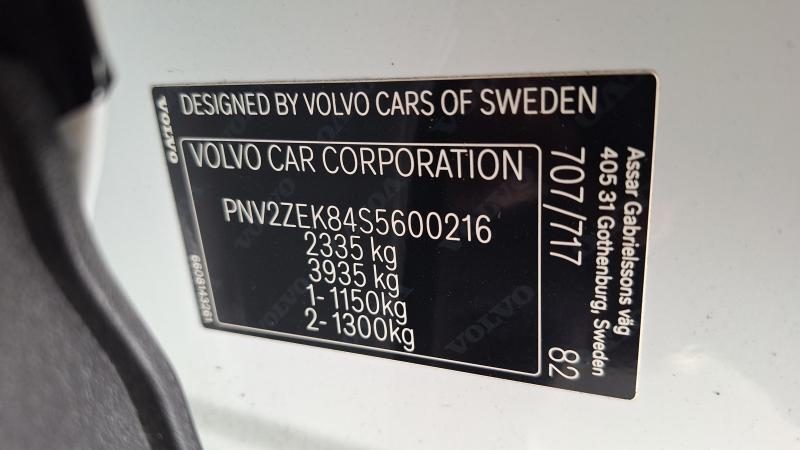 DESIGNED BY VOLVO CARS OF SWEDEN
VOLVO
VOLVO CAR CORPORATION
PNV2ZEK84S5600216
2335 kg
3935 kg
1-1150kg
2-1300kg
707/717
82
Assar Gabrielssons väg
405 31 Gothenburg, Sweden
6608143261